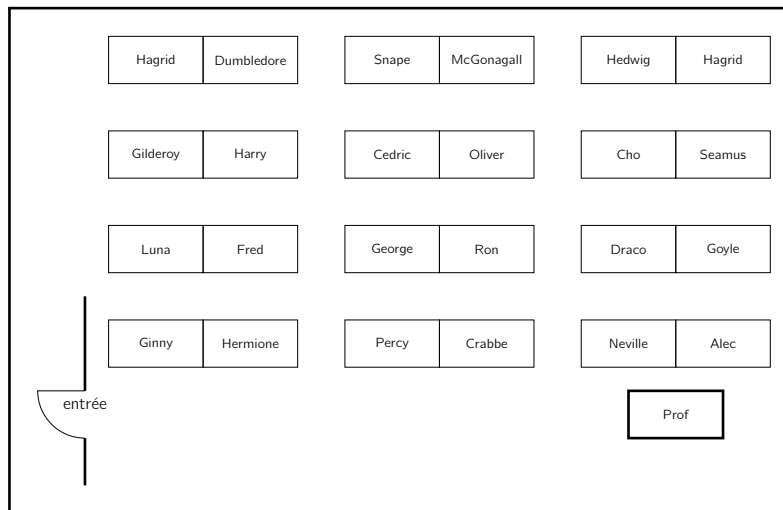 Hagrid Dumbledore Snape McGonagall Hedwig Hagrid
Gilderoy Harry Cedric Oliver Cho Seamus
Luna Fred George Ron Draco Goyle
Ginny Hermione Percy Crabbe Neville Alec
entrée
Prof